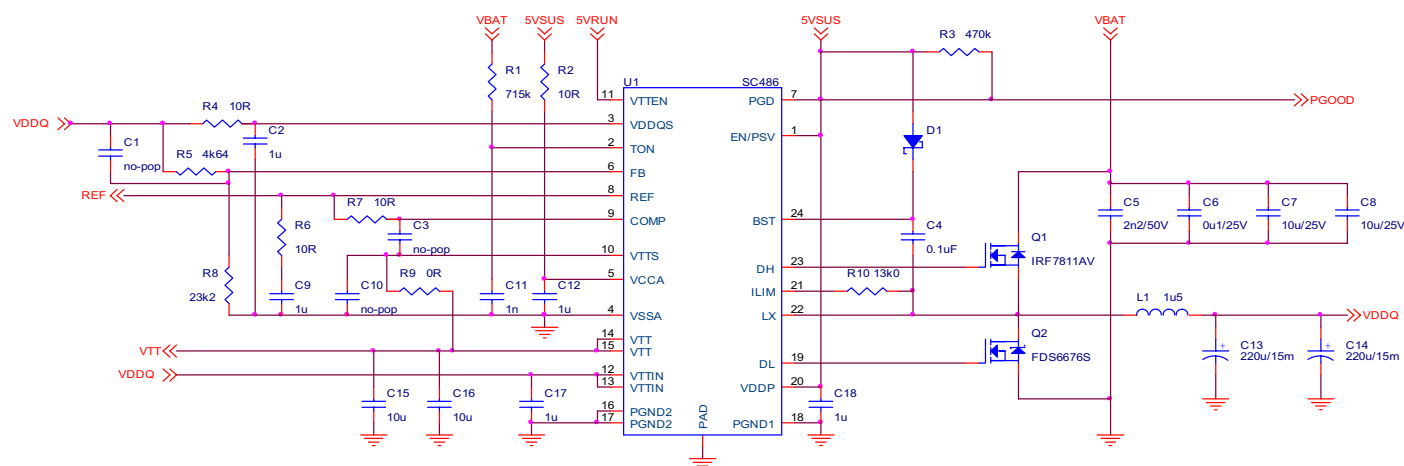 VBAT
5VSUS
5VRUN
5VSUS
VBAT
R3 470k
R1
715k
R2
10R
U1
SC486
R4 10R
11
VTTEN
PGD
7
PGOOD
VDDQ
3
VDDQS
C1
no-pop
C2
1u
EN/PSV
1
D1
2
TON
R5 4k64
6
FB
REF
8
REF
R7 10R
9
COMP
C3
no-pop
R6
10R
BST
24
C4
0.1uF
C5
2n2/50V
C6
0u1/25V
C7
10u/25V
C8
10u/25V
Q1
IRF7811AV
10
VTTS
DH
23
R8
23k2
R9 0R
5
VCCA
ILIM
21
R10 13k0
C9
1u
C10
no-pop
C11
1n
C12
1u
4
VSSA
LX
22
L1 1u5
VDDQ
14
VTT
15
VTT
VTT
Q2
FDS6676S
C13
220u/15m
C14
220u/15m
DL
19
VDDQ
12
VTTIN
13
VTTIN
VDDP
20
C15
10u
C16
10u
C17
1u
C18
1u
16
PGND2
17
PGND2
PAD
PGND1
18